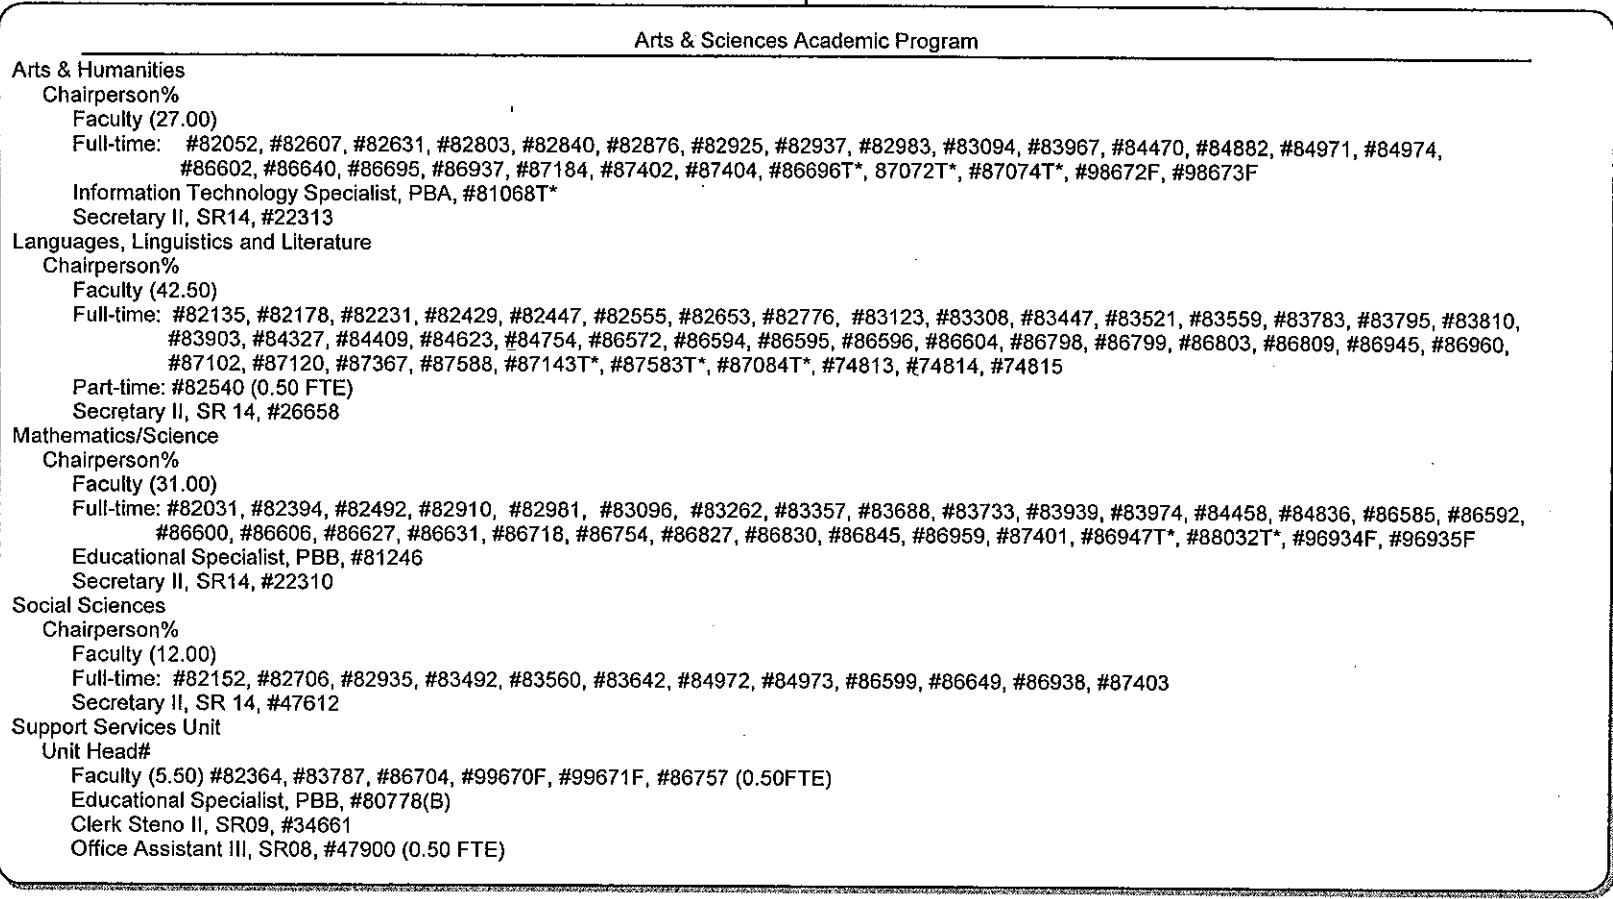 Arts & Sciences Academic Program
Arts & Humanities
Chairperson%
Faculty (27.00)
Full-time: #82052, #82607, #82631, #82803, #82840, #82876, #82925, #82937, #82983, #83094, #83967, #84470, #84882, #84971, #84974,
#86602, #86640, #86695, #86937, #87184, #87402, #87404, #86696T*, 87072T*, #87074T*, #98672F, #98673F
Information Technology Specialist, PBA, #81068T*
Secretary II, SR14, #22313
Languages, Linguistics and Literature
Chairperson%
Faculty (42.50)
Full-time: #82135, #82178, #82231, #82429, #82447, #82555, #82653, #82776, #83123, #83308, #83447, #83521, #83559, #83783, #83795, #83810,
#83903, #84327, #84409, #84623, #84754, #86572, #86594, #86595, #86596, #86604, #86798, #86799, #86803, #86809, #86945, #86960,
#87102, #87120, #87367, #87588, #87143T*, #87583T*, #87084T*, #74813, #74814, #74815
Part-time: #82540 (0.50 FTE)
Secretary II, SR 14, #26658
Mathematics/Science
Chairperson%
Faculty (31.00)
Full-time: #82031, #82394, #82492, #82910, #82981, #83096, #83262, #83357, #83688, #83733, #83939, #83974, #84458, #84836, #86585, #86592,
#86600, #86606, #86627, #86631, #86718, #86754, #86827, #86830, #86845, #86959, #87401, #86947T*, #88032T*, #96934F, #96935F
Educational Specialist, PBB, #81246
Secretary II, SR14, #22310
Social Sciences
Chairperson%
Faculty (12.00)
Full-time: #82152, #82706, #82935, #83492, #83560, #83642, #84972, #84973, #86599, #86649, #86938, #87403
Secretary II, SR 14, #47612
Support Services Unit
Unit Head#
Faculty (5.50) #82364, #83787, #86704, #99670F, #99671F, #86757 (0.50FTE)
Educational Specialist, PBB, #80778(B)
Clerk Steno II, SR09, #34661
Office Assistant III, SR08, #47900 (0.50 FTE)